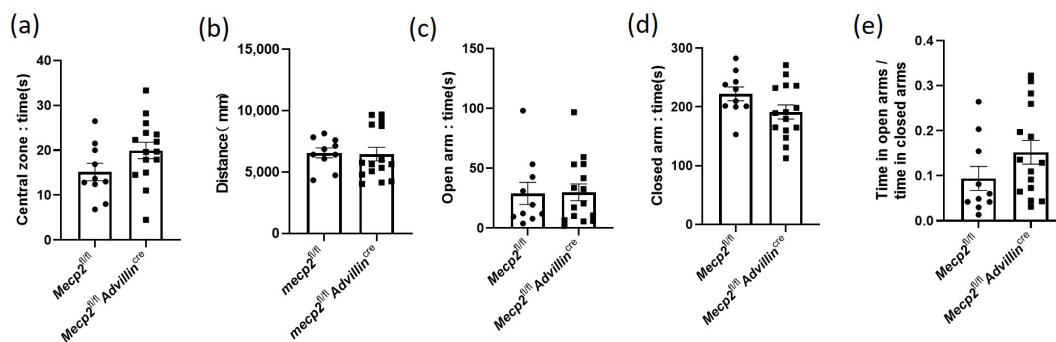 (a)
Central zone : time(s)
40
30
20
10
0
Mecp2fl/fl
Mecp2fl/fl Advillincre
(b)
Distance( mm)
15,000
10,000
5,000
0
mecp2fl/fl
mecp2fl/fl Advillincre
(c)
Open arm : time(s)
150
100
50
0
Mecp2fl/fl
Mecp2fl/fl Advillincre
(d)
Closed arm : time(s)
300
200
100
0
Mecp2fl/fl
Mecp2fl/fl Advillincre
(e)
Time in open arms /
time in closed arms
0.4
0.3
0.2
0.1
0.0
Mecp2fl/fl
Mecp2fl/fl Advillincre